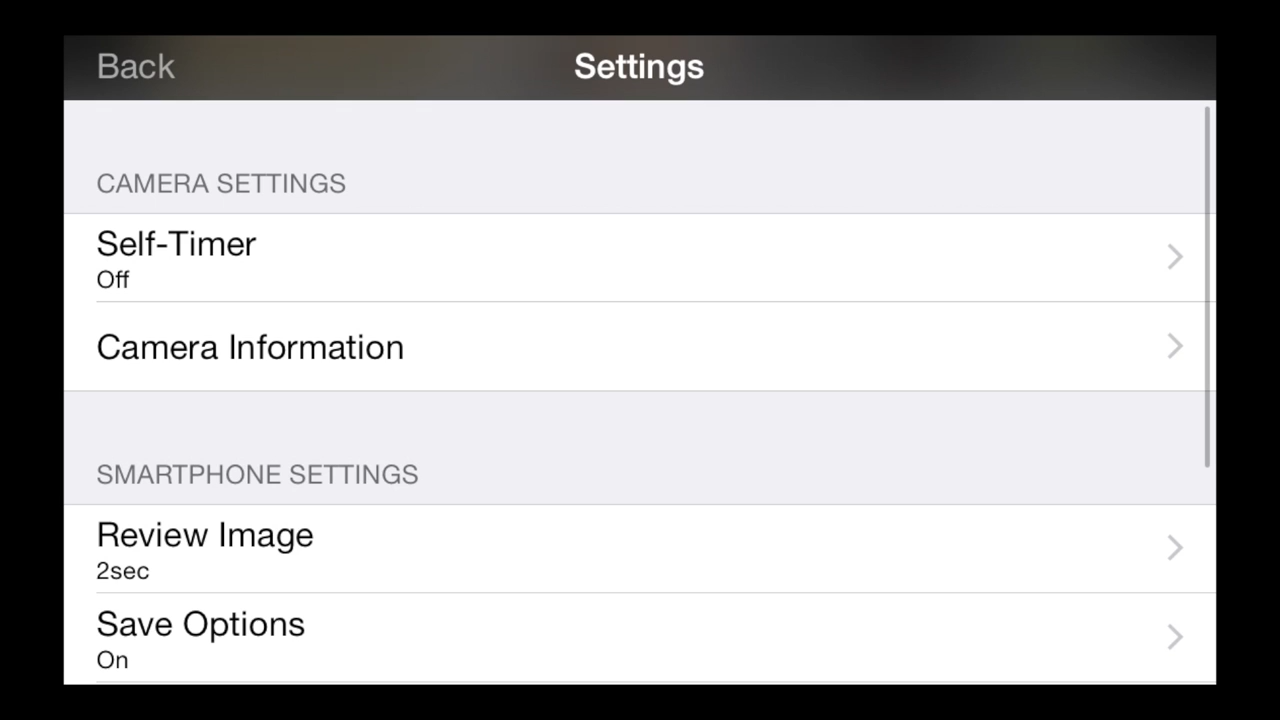 Back
Settings
CAMERA SETTINGS
Self-Timer
Off
Camera Information
SMARTPHONE SETTINGS
Review Image
2sec
Save Options
On